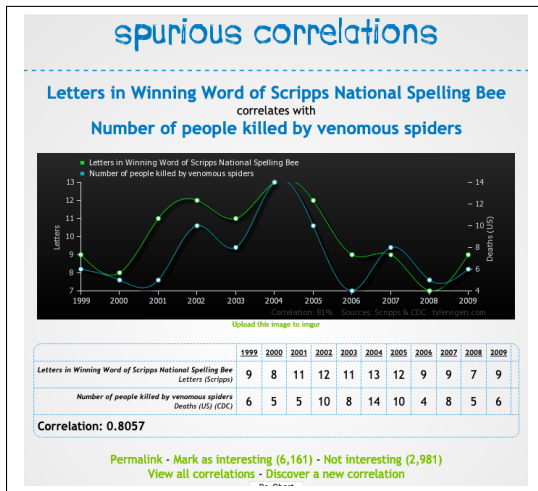 spurious correlations
Letters in Winning Word of Scripps National Spelling Bee
correlates with
Number of people killed by venomous spiders
Letters in Winning Word of Scripps National Spelling Bee
Number of people killed by venomous spiders
13
12
11
10
9
8
7
Letters
14
12
10
8
6
4
Deaths (US)
1999 2000 2001 2002 2003 2004 2005 2006 2007 2008 2009
Correlation: 81% Sources: Scripps & CDC tylervigen.com
Upload this image to imgur
1999 2000 2001 2002 2003 2004 2005 2006 2007 2008 2009
Letters in Winning Word of Scripps National Spelling Bee
Letters (Scripps)
9 8 11 12 11 13 12 9 9 7 9
Number of people killed by venomous spiders
Deaths (US) (CDC)
6 5 5 10 8 14 10 4 8 5 6
Correlation: 0.8057
Permalink - Mark as interesting (6,161) - Not interesting (2,981)
View all correlations - Discover a new correlation